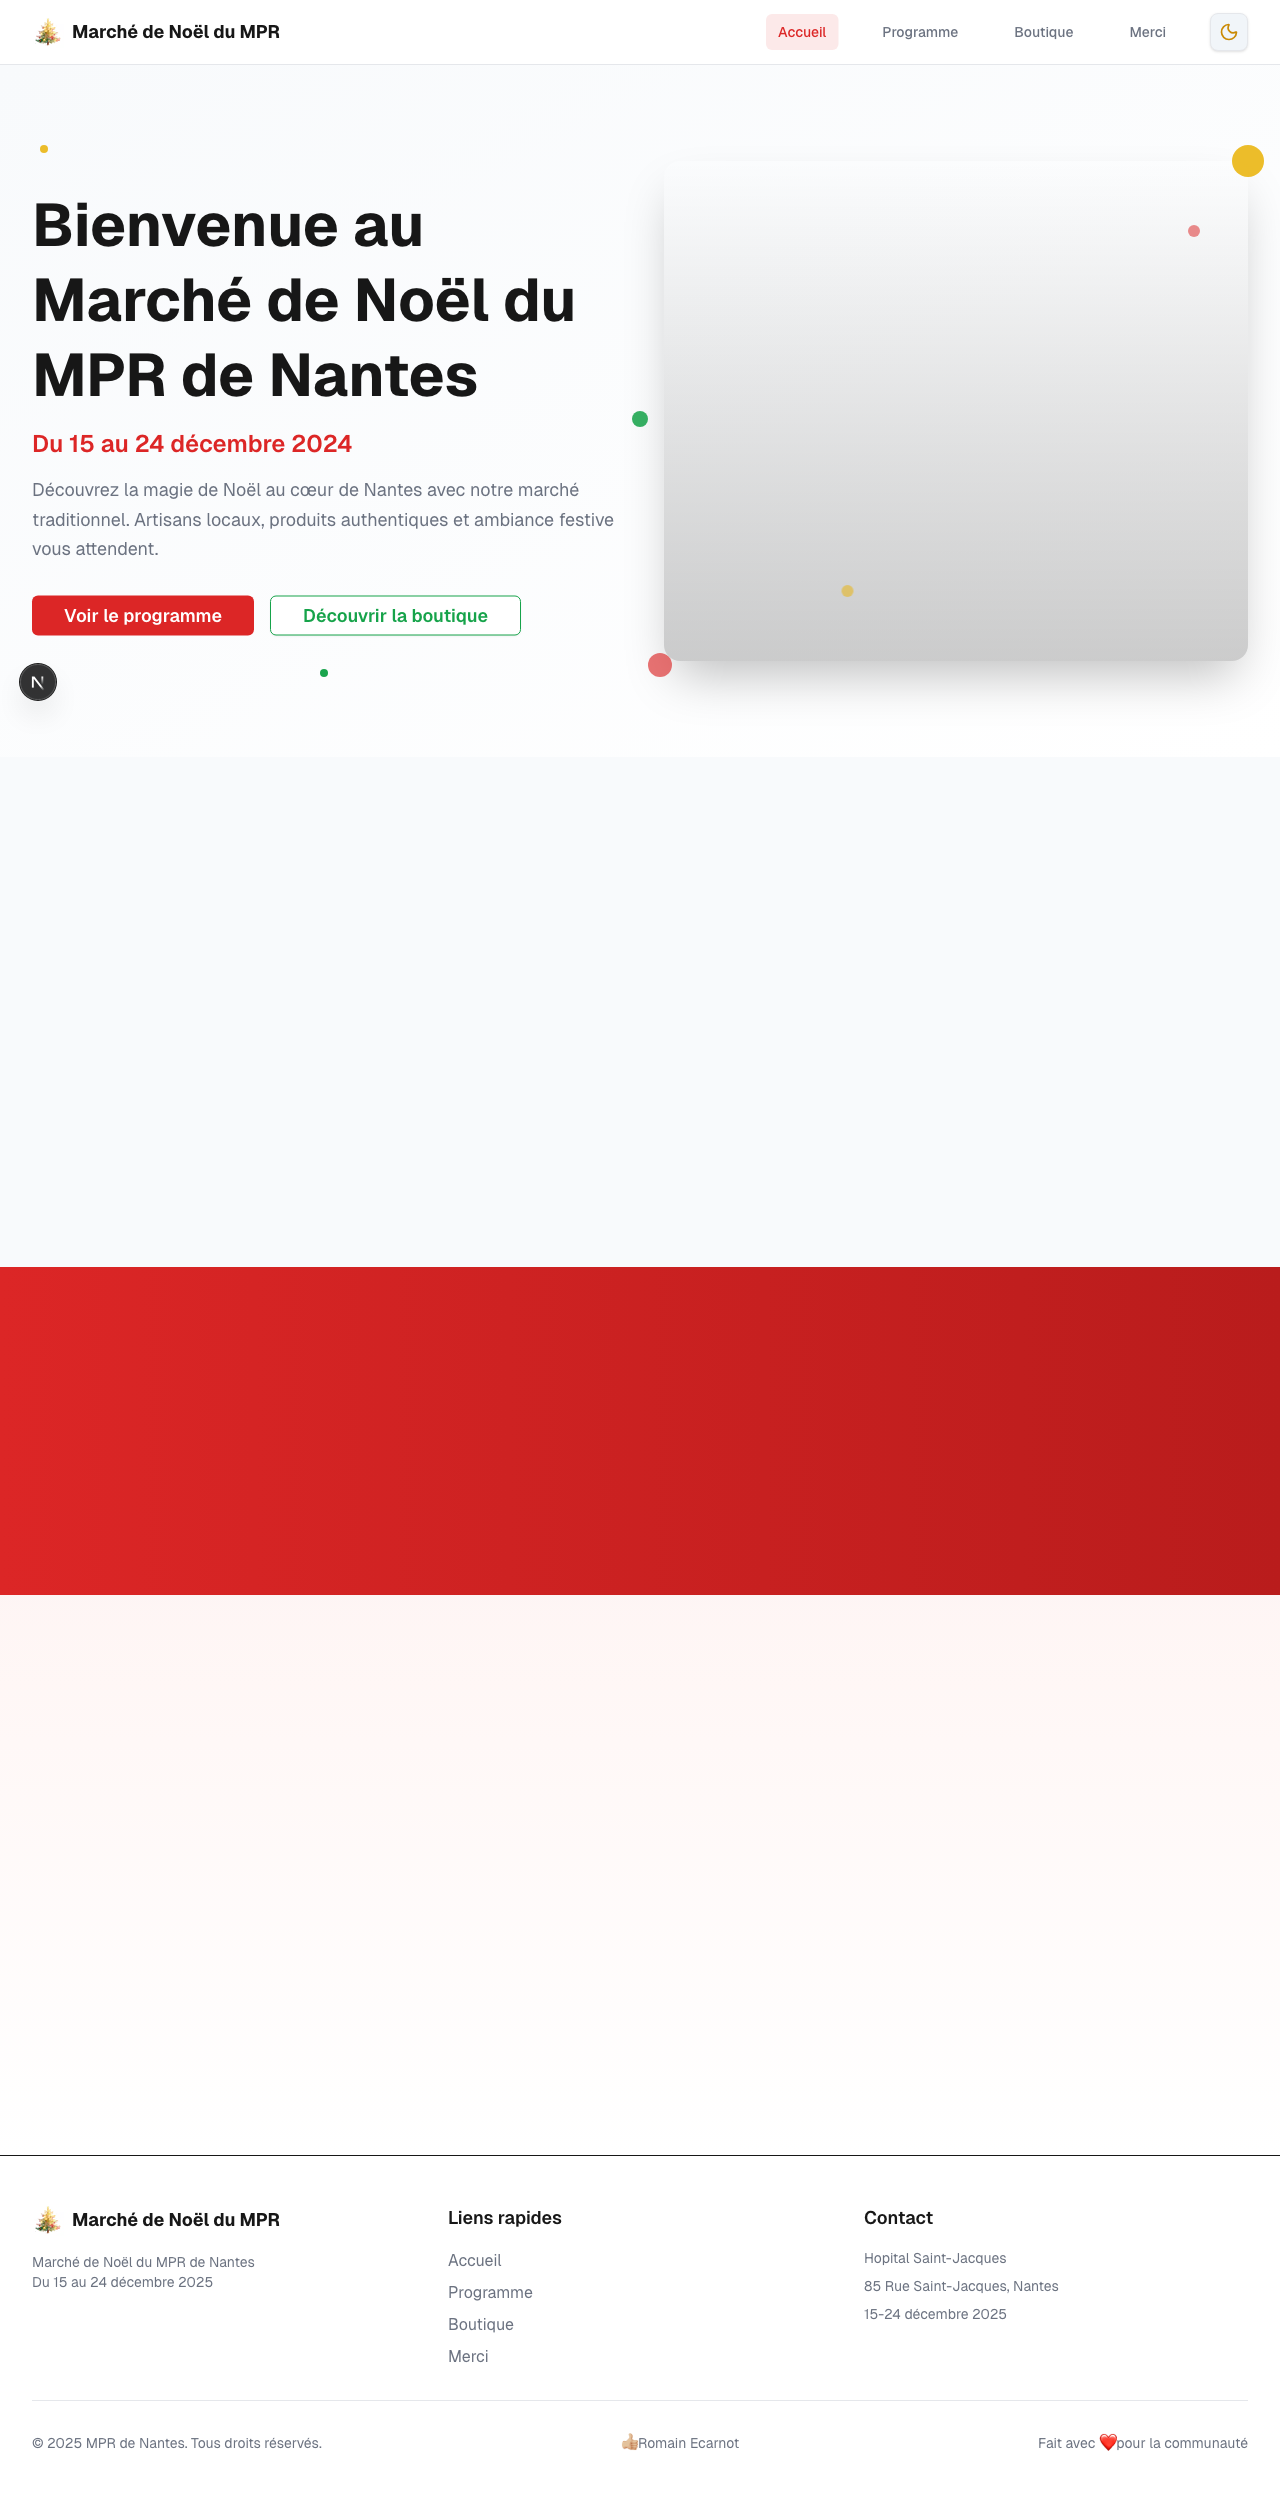 Marché de Noël du MPR
Accueil
Programme
Boutique
Merci
Bienvenue au
Marché de Noël du
MPR de Nantes
Du 15 au 24 décembre 2024
Découvrez la magie de Noël au cœur de Nantes avec notre marché
traditionnel. Artisans locaux, produits authentiques et ambiance festive
vous attendent.
Voir le programme
Découvrir la boutique
N
Marché de Noël du MPR
Marché de Noël du MPR de Nantes
Du 15 au 24 décembre 2025
Liens rapides
Accueil
Programme
Boutique
Merci
Contact
Hopital Saint-Jacques
85 Rue Saint-Jacques, Nantes
15-24 décembre 2025
© 2025 MPR de Nantes. Tous droits réservés.
👍🏼Romain Ecarnot
Fait avec ❤️pour la communauté